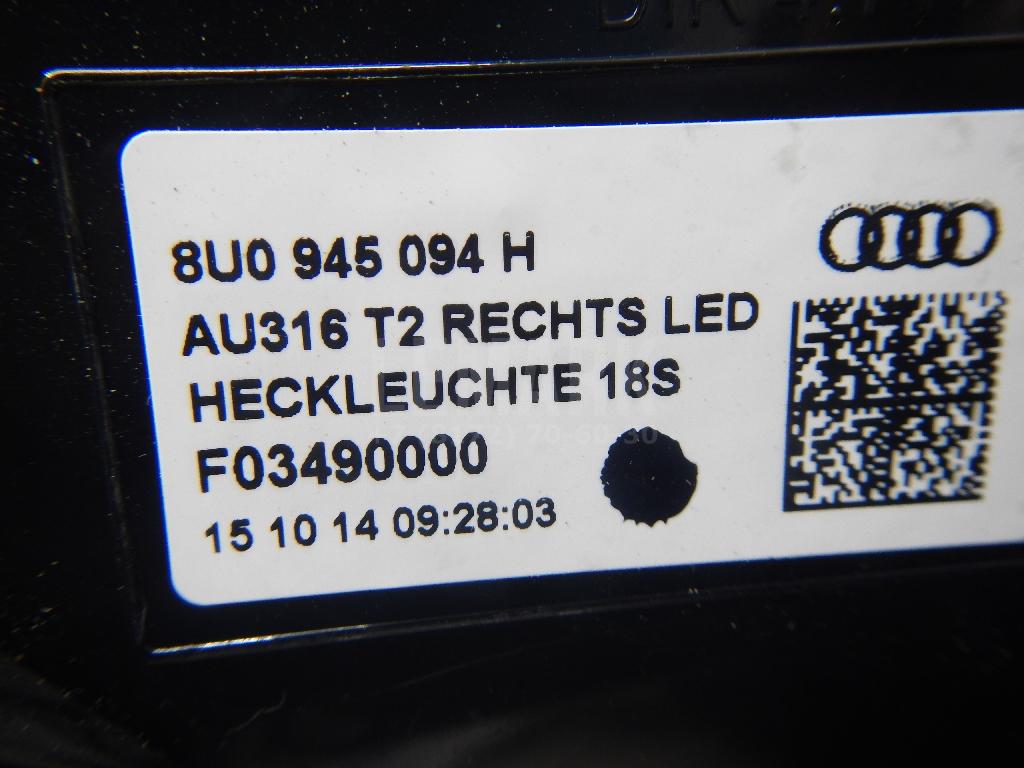 8U0 945 094 H
AU316 T2 RECHTS LED
HECKLEUCHTE 18S
F03490000
15 10 14 09:28:03